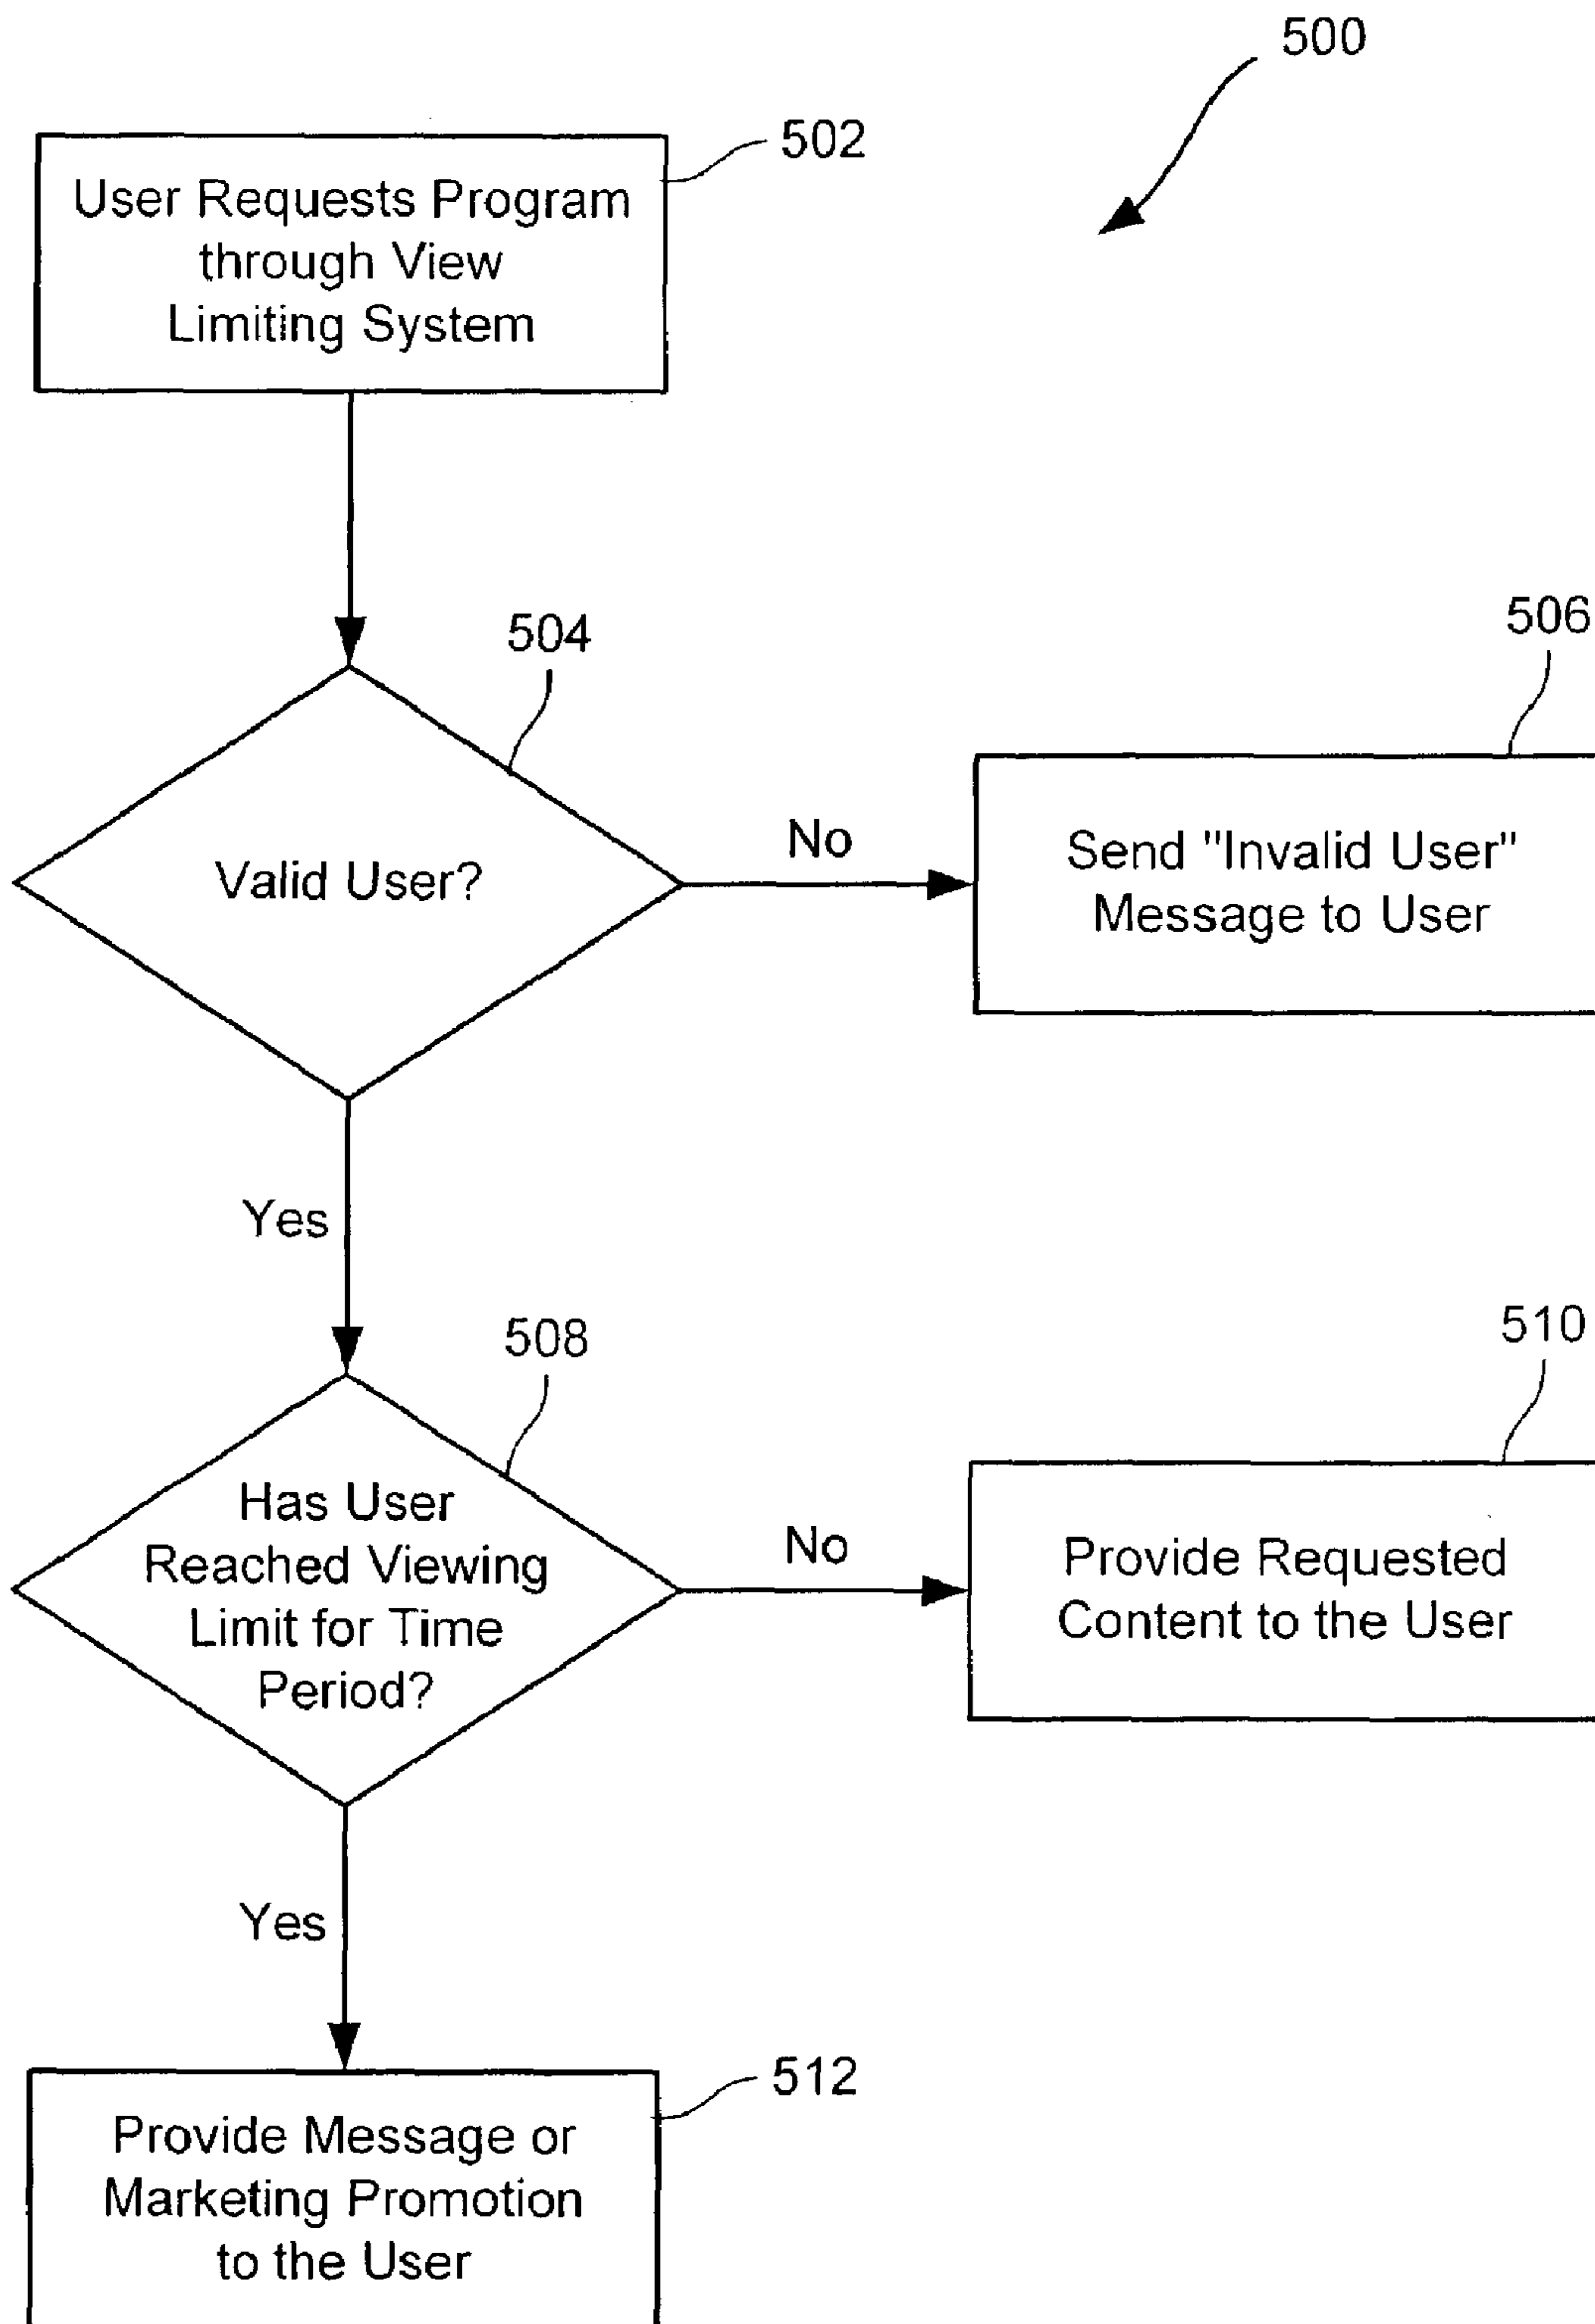 500
502
User Requests Program
through View
Limiting System
504
506
Valid User?
No
Send "Invalid User"
Message to User
Yes
508
510
Has User
Reached Viewing
Limit for Time
Period?
No
Provide Requested
Content to the User
Yes
512
Provide Message or
Marketing Promotion
to the User